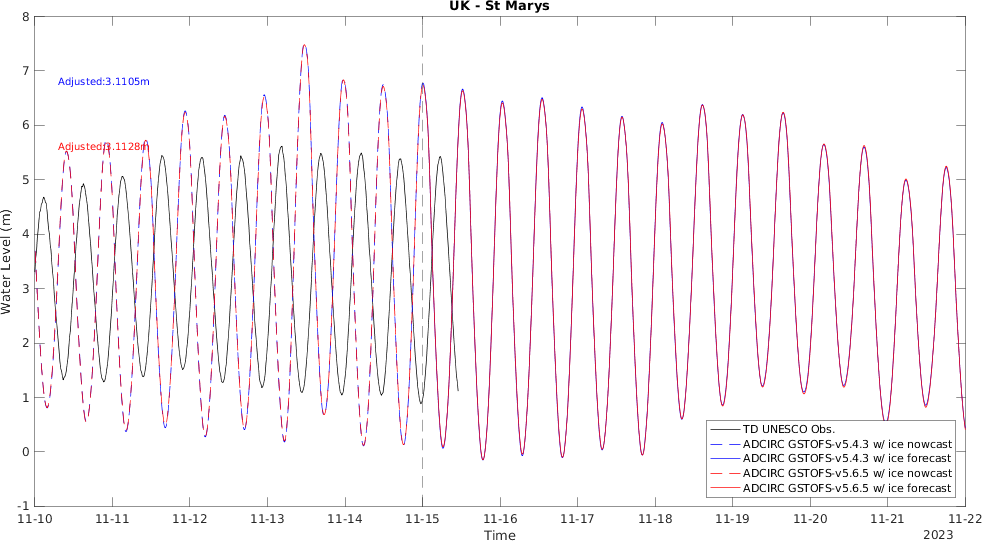 UK - St Marys
8
7
6
5
4
3
2
1
0
-1
Water Level (m)
Adjusted:3.1105m
Adjusted:3.1128m
TD UNESCO Obs.
ADCIRC GSTOFS-v5.4.3 w/ ice nowcast
ADCIRC GSTOFS-v5.4.3 w/ ice forecast
ADCIRC GSTOFS-v5.6.5 w/ ice nowcast
ADCIRC GSTOFS-v5.6.5 w/ ice forecast
11-10 11-11 11-12 11-13 11-14 11-15 11-16 11-17 11-18 11-19 11-20 11-21 11-22
Time
2023